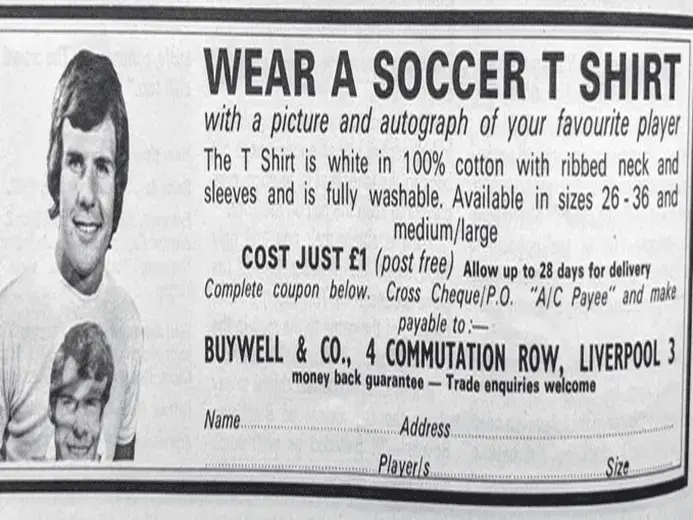 WEAR A SOCCER T SHIRT
with a picture and autograph of your favourite player
The T Shirt is white in 100% cotton with ribbed neck and
sleeves and is fully washable. Available in sizes 26-36 and
medium/large
COST JUST £1 (post free) Allow up to 28 days for delivery
Complete coupon below. Cross Cheque/P.O. "A/C Payee" and make
payable to :—
BUYWELL & CO., 4 COMMUTATION ROW, LIVERPOOL 3
money back guarantee — Trade enquiries welcome
Name Address
Player/s Size